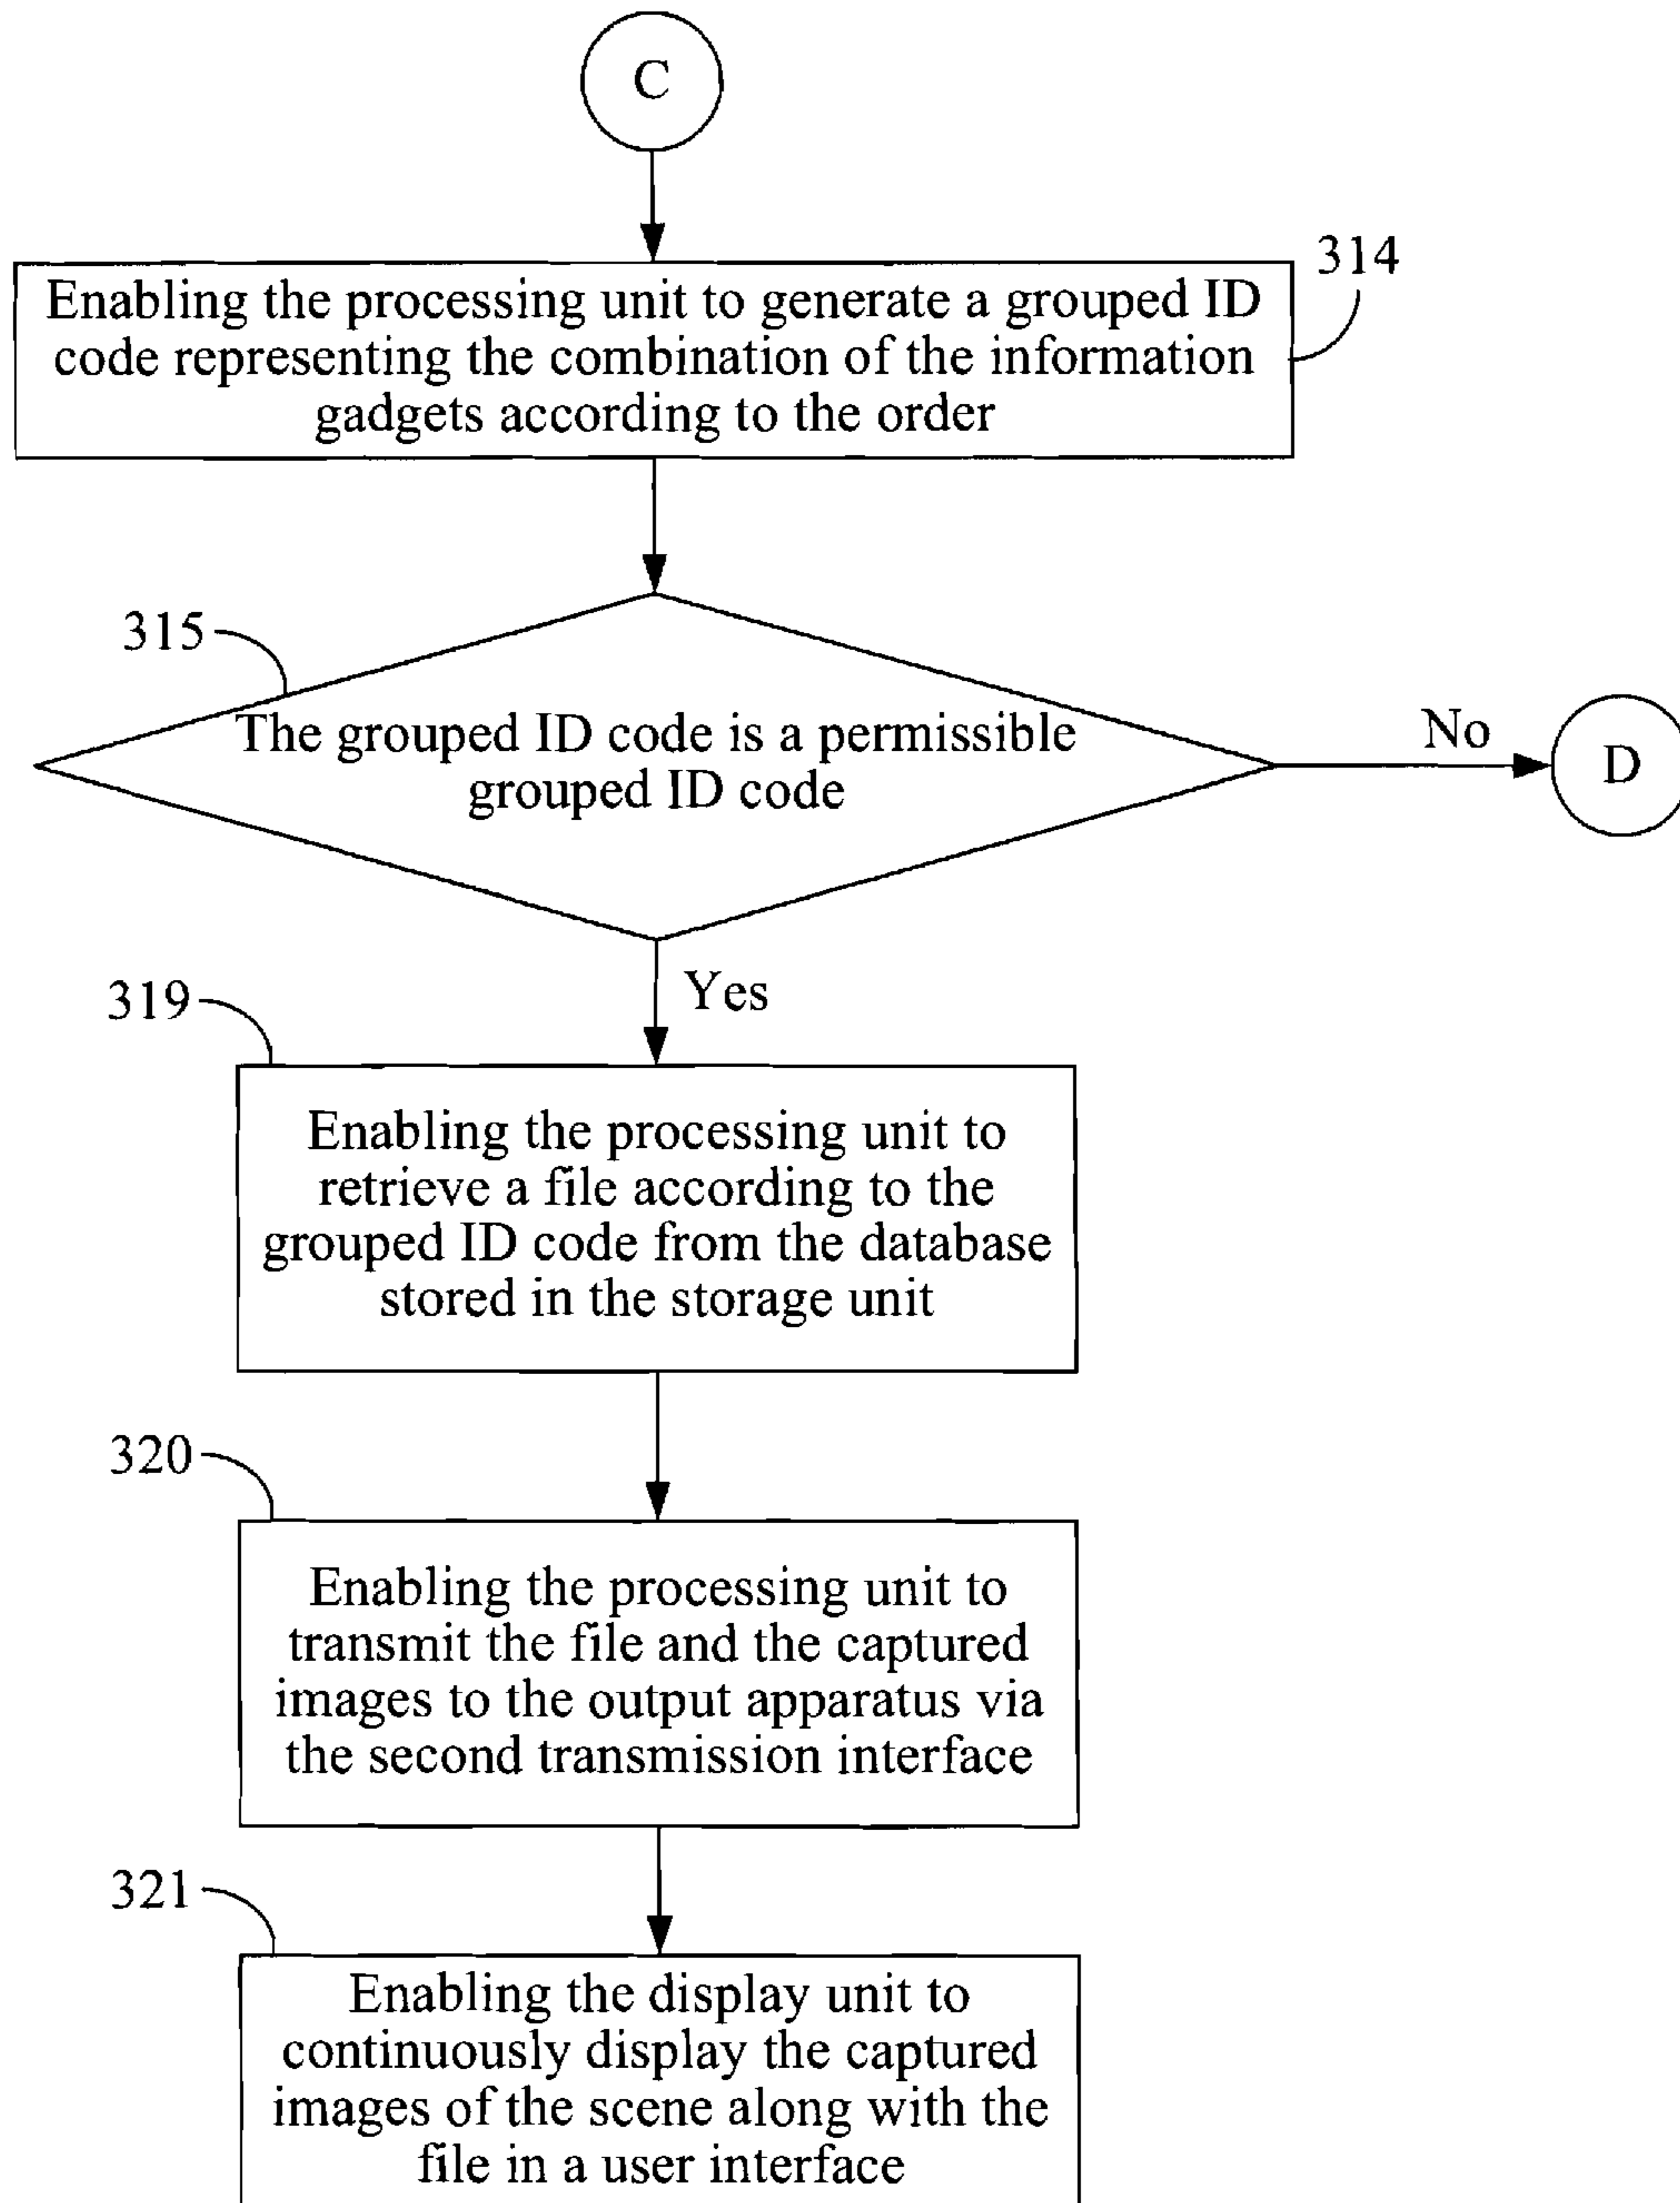 C
314
Enabling the processing unit to generate a grouped ID
code representing the combination of the information
gadgets according to the order
315
The grouped ID code is a permissible
grouped ID code
No
D
Yes
319
Enabling the processing unit to
retrieve a file according to the
grouped ID code from the database
stored in the storage unit
320
Enabling the processing unit to
transmit the file and the captured
images to the output apparatus via
the second transmission interface
321
Enabling the display unit to
continuously display the captured
images of the scene along with the
file in a user interface